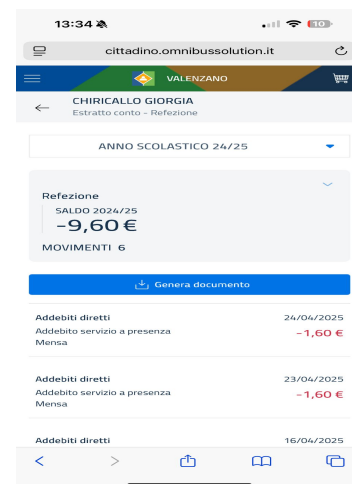 13:34
10
cittadino.omnibussolution.it
VALENZANO
CHIRICALLO GIORGIA
Estratto conto - Refezione
ANNO SCOLASTICO 24/25
Refezione
SALDO 2024/25
-9,60 €
MOVIMENTI 6
Genera documento
Addebiti diretti 24/04/2025
Addebito servizio a presenza -1,60 €
Mensa
Addebiti diretti 23/04/2025
Addebito servizio a presenza -1,60 €
Mensa
Addebiti diretti 16/04/2025